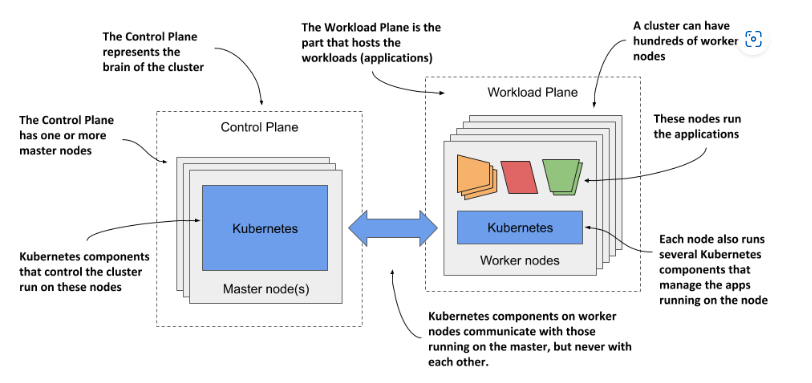 The Control Plane
represents the
brain of the cluster
The Workload Plane is the
part that hosts the
workloads (applications)
A cluster can have
hundreds of worker
nodes
The Control Plane
has one or more
master nodes
Control Plane
Workload Plane
These nodes run
the applications
Kubernetes
Kubernetes
Kubernetes components
that control the cluster
run on these nodes
Master node(s)
Worker nodes
Each node also runs
several Kubernetes
components that
manage the apps
running on the node
Kubernetes components on worker
nodes communicate with those
running on the master, but never with
each other.